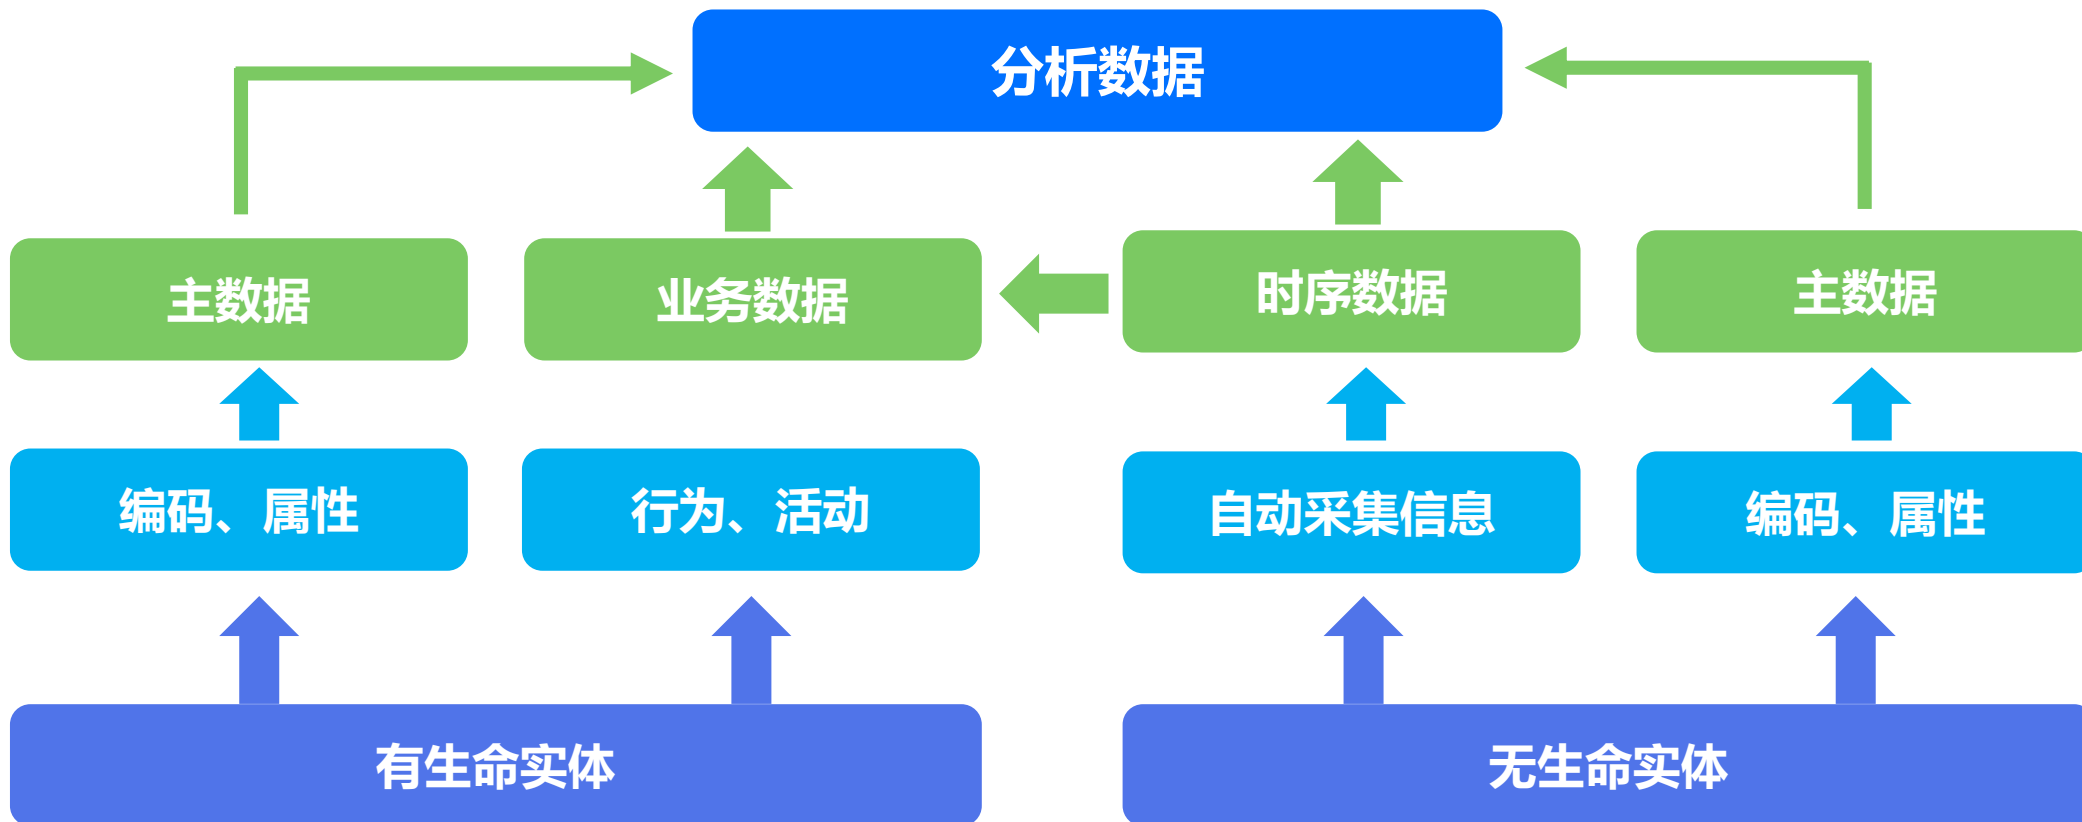 分析数据
主数据
业务数据
时序数据
主数据
编码、属性
行为、活动
自动采集信息
编码、属性
有生命实体
无生命实体